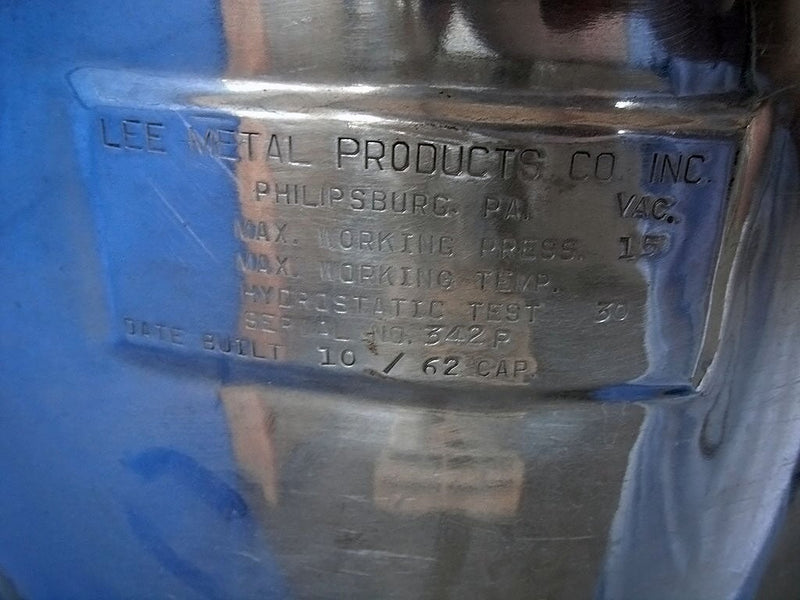 LEE METAL PRODUCTS CO. INC.
PHILIPSBURG, PA. VAC.
MAX. WORKING PRESS. 15
MAX. WORKING TEMP.
HYDROSTATIC TEST 30
SERIAL NO. 342P
DATE BUILT 10 / 62 CAP.